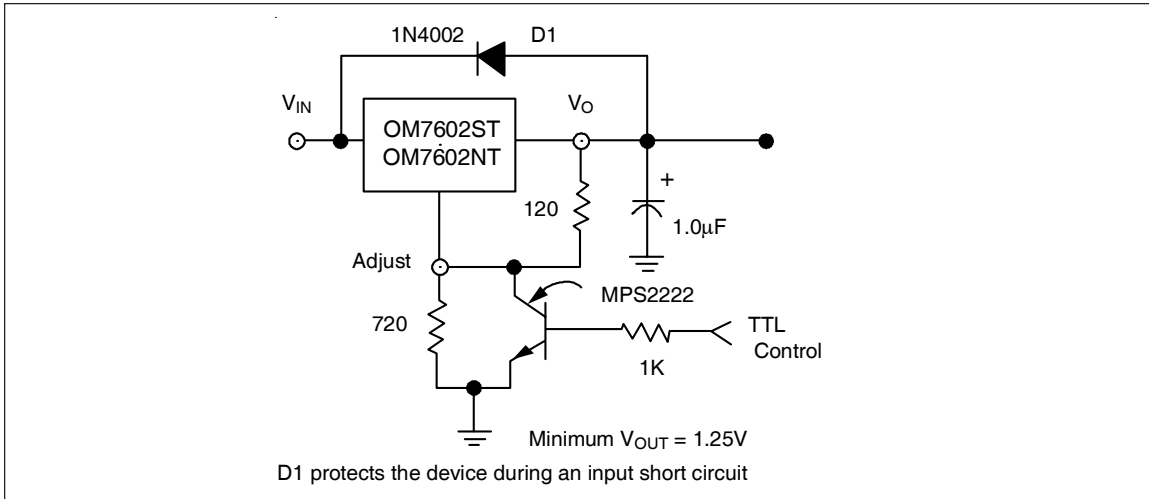 1N4002 D1
V_IN
V_O
OM7602ST
OM7602NT
+
120
1.0µF
Adjust
MPS2222
720
TTL
Control
1K
Minimum V_OUT = 1.25V
D1 protects the device during an input short circuit